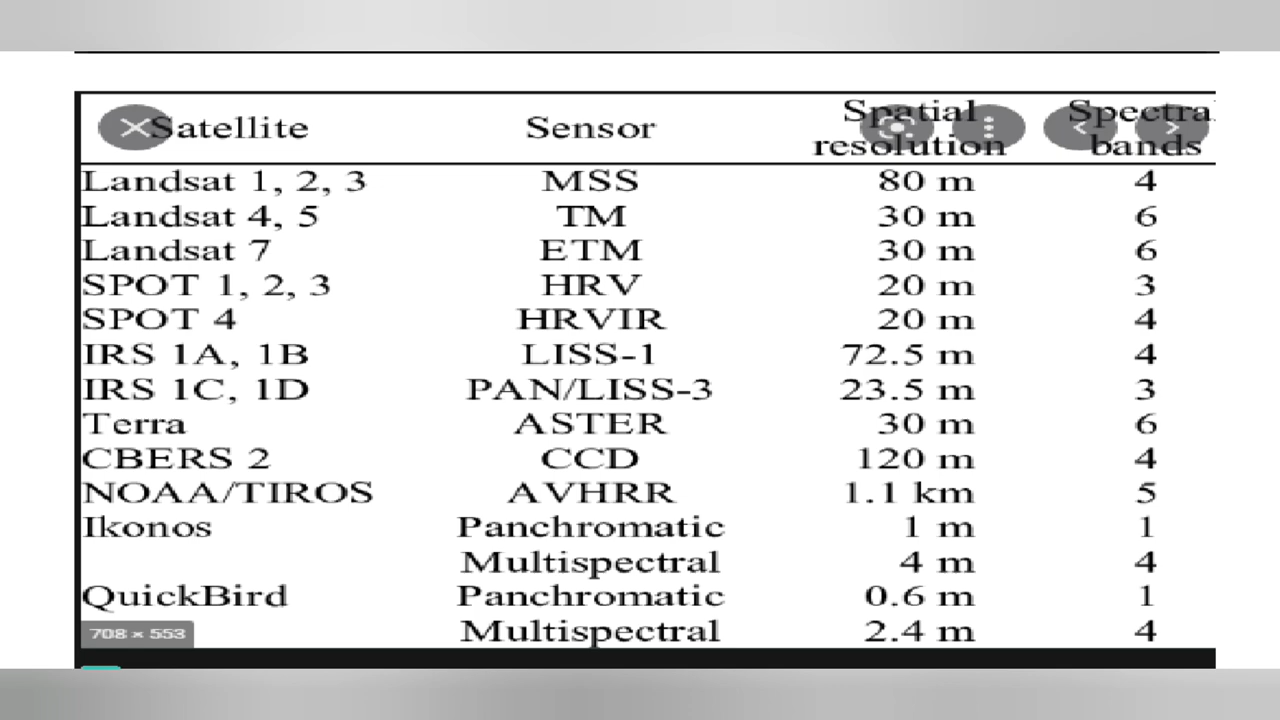 Satellite Sensor Spatial resolution Spectra bands
Landsat 1, 2, 3 MSS 80 m 4
Landsat 4, 5 TM 30 m 6
Landsat 7 ETM 30 m 6
SPOT 1, 2, 3 HRV 20 m 3
SPOT 4 HRVIR 20 m 4
IRS 1A, 1B LISS-1 72.5 m 4
IRS 1C, 1D PAN/LISS-3 23.5 m 3
Terra ASTER 30 m 6
CBERS 2 CCD 120 m 4
NOAA/TIROS AVHRR 1.1 km 5
Ikonos Panchromatic 1 m 1
Multispectral 4 m 4
QuickBird Panchromatic 0.6 m 1
Multispectral 2.4 m 4
708 × 553